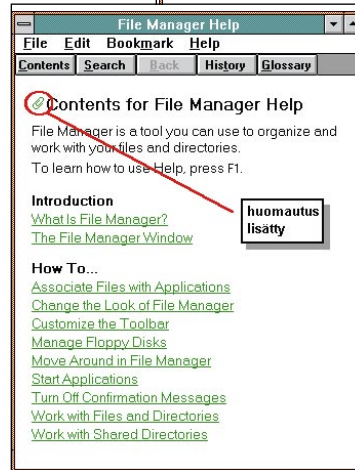 File Manager Help
File Edit Bookmark Help
Contents Search Back History Glossary
Contents for File Manager Help
File Manager is a tool you can use to organize and
work with your files and directories.
To learn how to use Help, press F1.
Introduction
What Is File Manager?
The File Manager Window
huomautus
lisätty
How To...
Associate Files with Applications
Change the Look of File Manager
Customize the Toolbar
Manage Floppy Disks
Move Around in File Manager
Start Applications
Turn Off Confirmation Messages
Work with Files and Directories
Work with Shared Directories